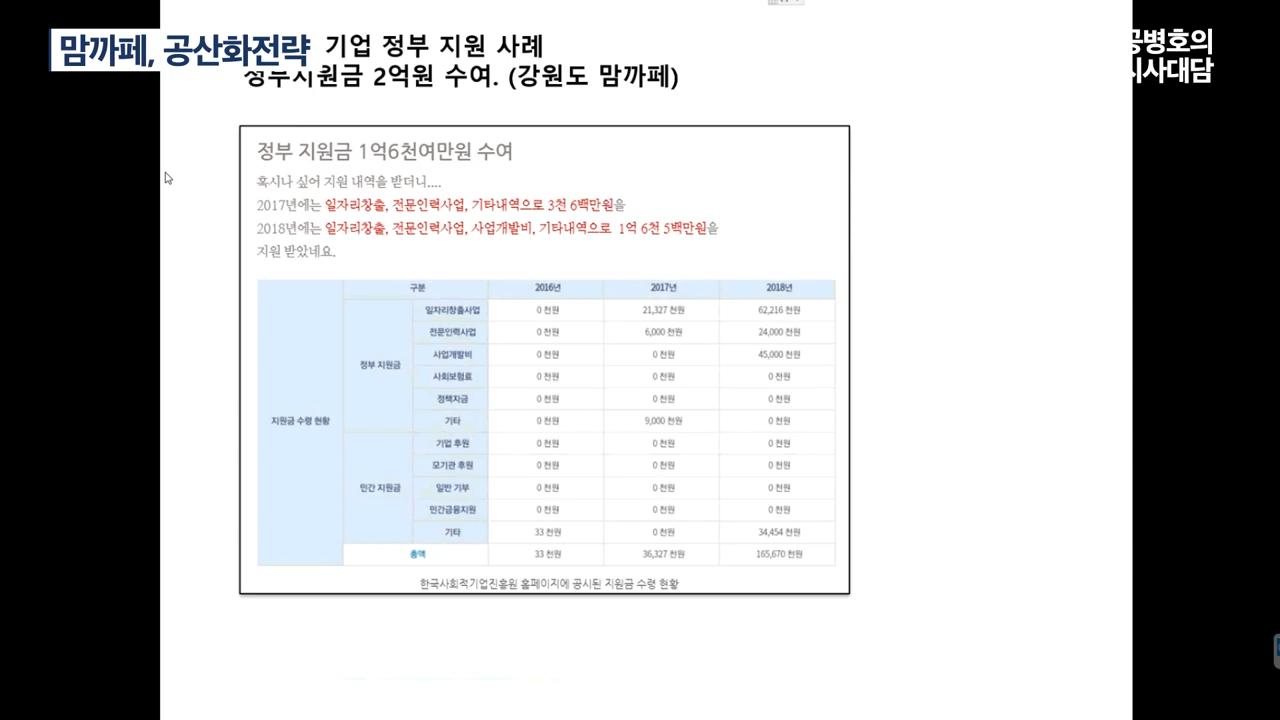 맘까페, 공산화전략
기업 정부 지원 사례
정부지원금 2억원 수여. (강원도 맘까페)
공병호의
시사대담
정부 지원금 1억6천여만원 수여
혹시나 싶어 지원 내역을 받더니....
2017년에는 일자리창출, 전문인력사업, 기타내역으로 3천 6백만원을
2018년에는 일자리창출, 전문인력사업, 사업개발비, 기타내역으로 1억 6천 5백만원을
지원 받았네요.
구분 2016년 2017년 2018년
일자리창출사업 0 천원 21,327 천원 62,216 천원
전문인력사업 0 천원 6,000 천원 24,000 천원
사업개발비 0 천원 0 천원 45,000 천원
정부 지원금
사회보험료 0 천원 0 천원 0 천원
정책자금 0 천원 0 천원 0 천원
지원금 수령 현황
기타 0 천원 9,000 천원 0 천원
기업 후원 0 천원 0 천원 0 천원
모기관 후원 0 천원 0 천원 0 천원
민간 지원금
일반 기부 0 천원 0 천원 0 천원
민간금융지원 0 천원 0 천원 0 천원
기타 33 천원 0 천원 34,454 천원
총액 33 천원 36,327 천원 165,670 천원
한국사회적기업진흥원 홈페이지에 공시된 지원금 수령 현황